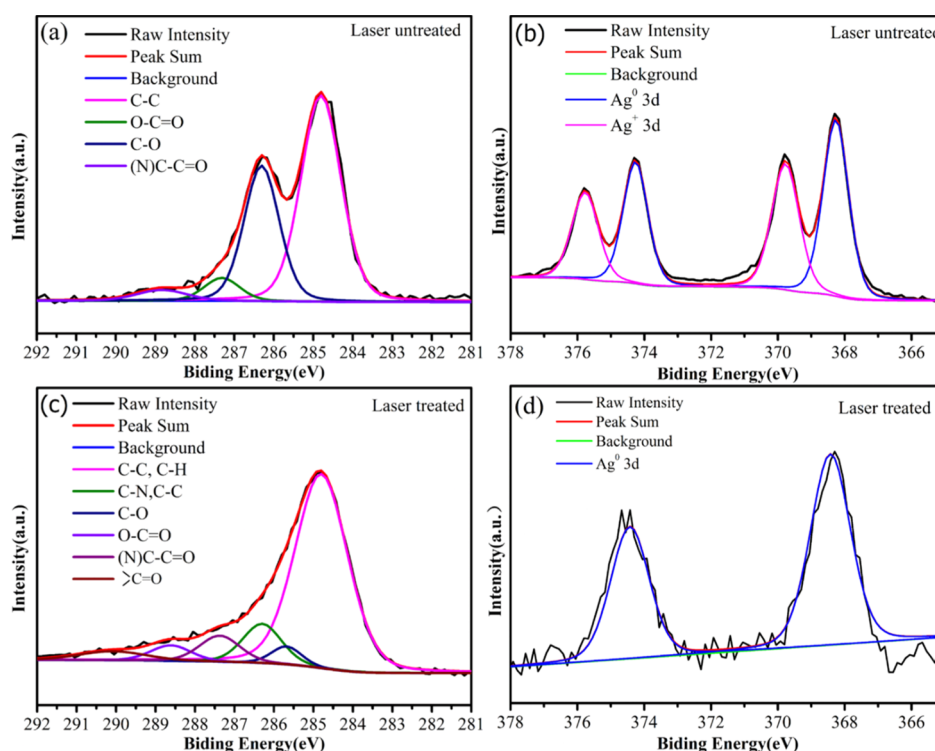 (a)
Laser untreated
Raw Intensity
Peak Sum
Background
C-C
O-C=O
C-O
(N)C-C=O
Intensity(a.u.)
292 291 290 289 288 287 286 285 284 283 282 281
Biding Energy(eV)
(b)
Laser untreated
Raw Intensity
Peak Sum
Background
Ag⁰ 3d
Ag⁺ 3d
Intensity(a.u.)
378 376 374 372 370 368 366
Biding Energy(eV)
(c)
Laser treated
Raw Intensity
Peak Sum
Background
C-C, C-H
C-N,C-C
C-O
O-C=O
(N)C-C=O
>C=O
Intensity(a.u.)
292 291 290 289 288 287 286 285 284 283 282 281
Biding Energy(eV)
(d)
Laser treated
Raw Intensity
Peak Sum
Background
Ag⁰ 3d
Intensity(a.u.)
378 376 374 372 370 368 366
Biding Energy(eV)